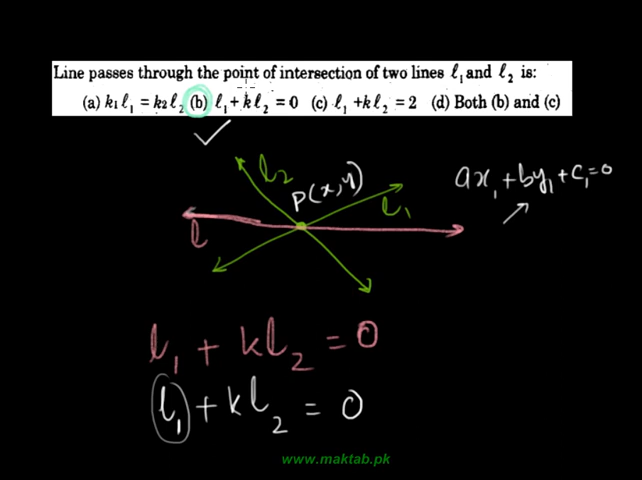 Line passes through the point of intersection of two lines ℓ₁ and ℓ₂ is:
(a) k₁ℓ₁ = k₂ℓ₂ (b) ℓ₁ + kℓ₂ = 0 (c) ℓ₁ + kℓ₂ = 2 (d) Both (b) and (c)
ℓ₂
P(x,y)
ℓ₁
ax₁ + by₁ + c₁ = 0
ℓ
ℓ₁ + kℓ₂ = 0
ℓ₁ + kℓ₂ = 0
www.maktab.pk